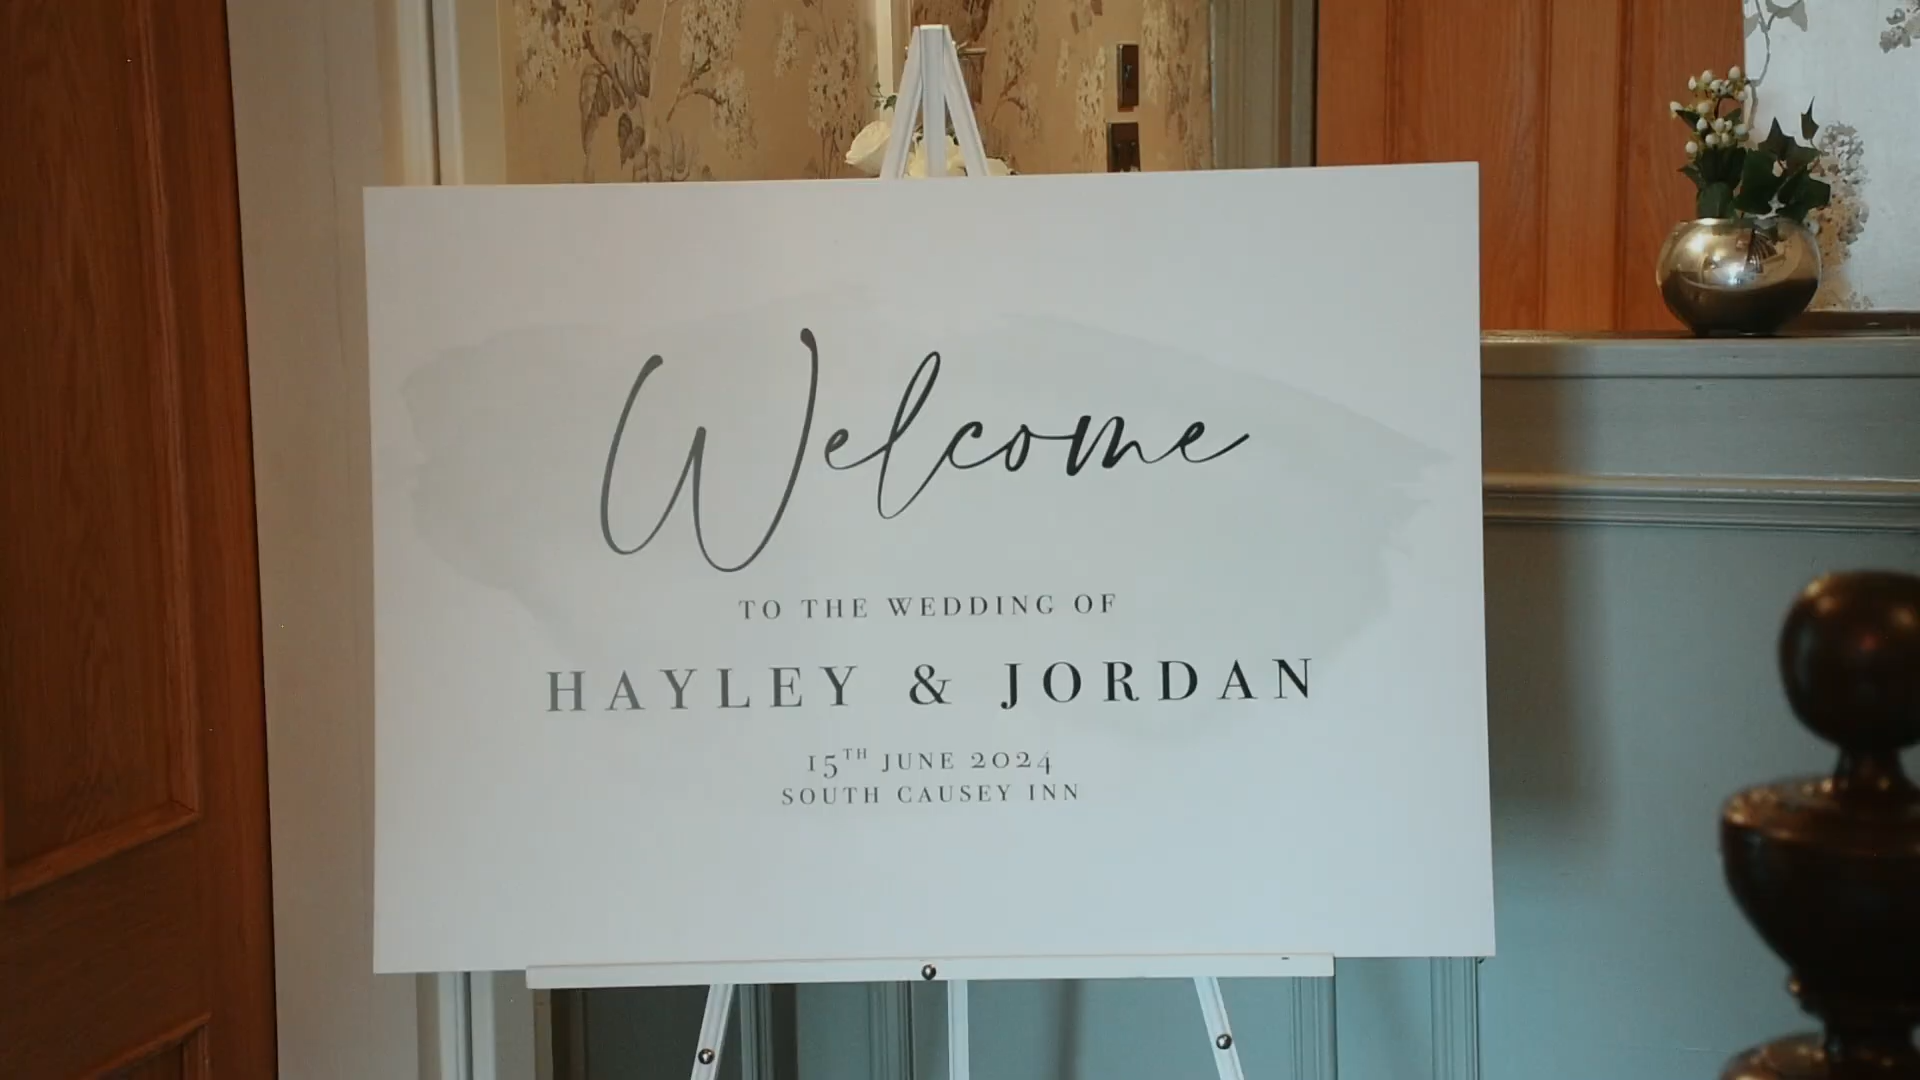 Welcome
TO THE WEDDING OF
HAYLEY & JORDAN
15TH JUNE 2024
SOUTH CAUSEY INN